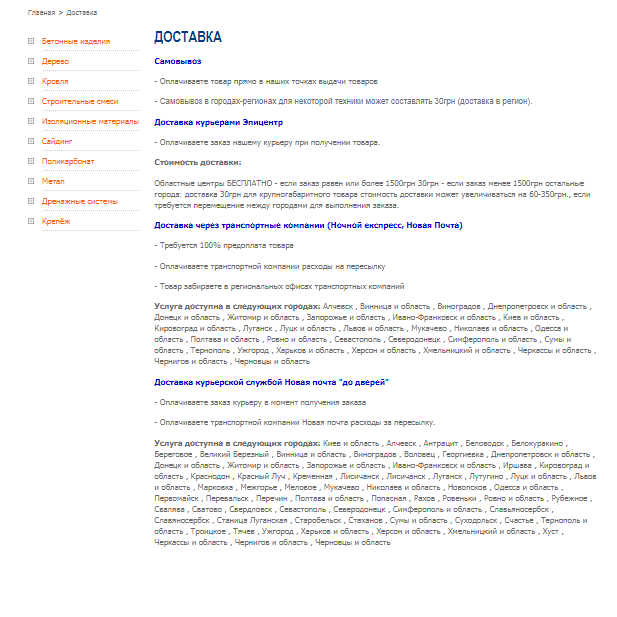 Главная > Доставка
Бетонные изделия
Дерево
Кровля
Строительные смеси
Изоляционные материалы
Сайдинг
Поликарбонат
Метал
Дренажные системы
Крепёж
ДОСТАВКА
Самовывоз
- Оплачиваете товар прямо в наших точках выдачи товаров
- Самовывоз в городах-регионах для некоторой техники может составлять 30грн (доставка в регион).
Доставка курьерами Эпицентр
- Оплачиваете заказ нашему курьеру при получении товара.
Стоимость доставки:
Областные центры БЕСПЛАТНО - если заказ равен или более 1500грн 30грн - если заказ менее 1500грн остальные
города: доставка 30грн для крупногабаритного товара стоимость доставки может увеличиваться на 60-350грн., если
требуется перемещение между городами для выполнения заказа.
Доставка через транспортные компании (Ночной експресс, Новая Почта)
- Требуется 100% предоплата товара
- Оплачиваете транспортной компании расходы на пересылку
- Товар забираете в региональных офисах транспортных компаний
Услуга доступна в следующих городах: Алчевск , Винница и область , Виноградов , Днепропетровск и область ,
Донецк и область , Житомир и область , Запорожье и область , Ивано-Франковск и область , Киев и область ,
Кировоград и область , Луганск , Луцк и область , Львов и область , Мукачево , Николаев и область , Одесса и
область , Полтава и область , Ровно и область , Севастополь , Северодонецк , Симферополь и область , Сумы и
область , Тернополь , Ужгород , Харьков и область , Херсон и область , Хмельницкий и область , Черкассы и область ,
Чернигов и область , Черновцы и область
Доставка курьерской службой Новая почта "до дверей"
- Оплачиваете заказ курьеру в момент получения заказа
- Оплачиваете транспортной компании Новая почта расходы за пересылку.
Услуга доступна в следующих городах: Киев и область , Алчевск , Антрацит , Беловодск , Белокуракино ,
Береговое , Великий Березный , Винница и область , Виноградов , Воловец , Георгиевка , Днепропетровск и область ,
Донецк и область , Житомир и область , Запорожье и область , Ивано-Франковск и область , Иршава , Кировоград и
область , Краснодон , Красный Луч , Кременная , Лисичанск , Лисичанск , Луганск , Лутугино , Луцк и область , Львов
и область , Марковка , Межгорье , Меловое , Мукачево , Николаев и область , Новопсков , Одесса и область ,
Первомайск , Перевальск , Перечин , Полтава и область , Попасная , Рахов , Ровеньки , Ровно и область , Рубежное ,
Свалява , Сватово , Свердловск , Севастополь , Северодонецк , Симферополь и область , Славьяносербск ,
Славяносербск , Станица Луганская , Старобельск , Стаханов , Сумы и область , Суходольск , Счастье , Тернополь и
область , Троицкое , Тячев , Ужгород , Харьков и область , Херсон и область , Хмельницкий и область , Хуст ,
Черкассы и область , Чернигов и область , Черновцы и область